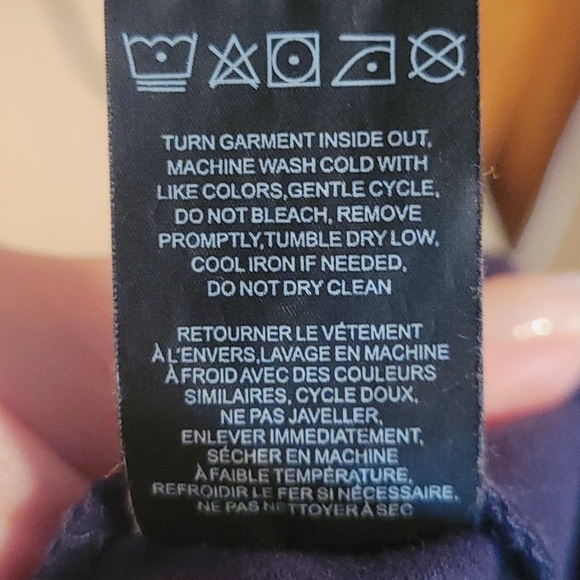 TURN GARMENT INSIDE OUT,
MACHINE WASH COLD WITH
LIKE COLORS,GENTLE CYCLE,
DO NOT BLEACH, REMOVE
PROMPTLY,TUMBLE DRY LOW,
COOL IRON IF NEEDED,
DO NOT DRY CLEAN
RETOURNER LE VÉTEMENT
À L'ENVERS,LAVAGE EN MACHINE
À FROID AVEC DES COULEURS
SIMILAIRES, CYCLE DOUX,
NE PAS JAVELLER,
ENLEVER IMMÉDIATEMENT,
SÉCHER EN MACHINE
À FAIBLE TEMPÉRATURE,
REFROIDIR LE FER SI NÉCESSAIRE,
NE PAS NETTOYER À SEC